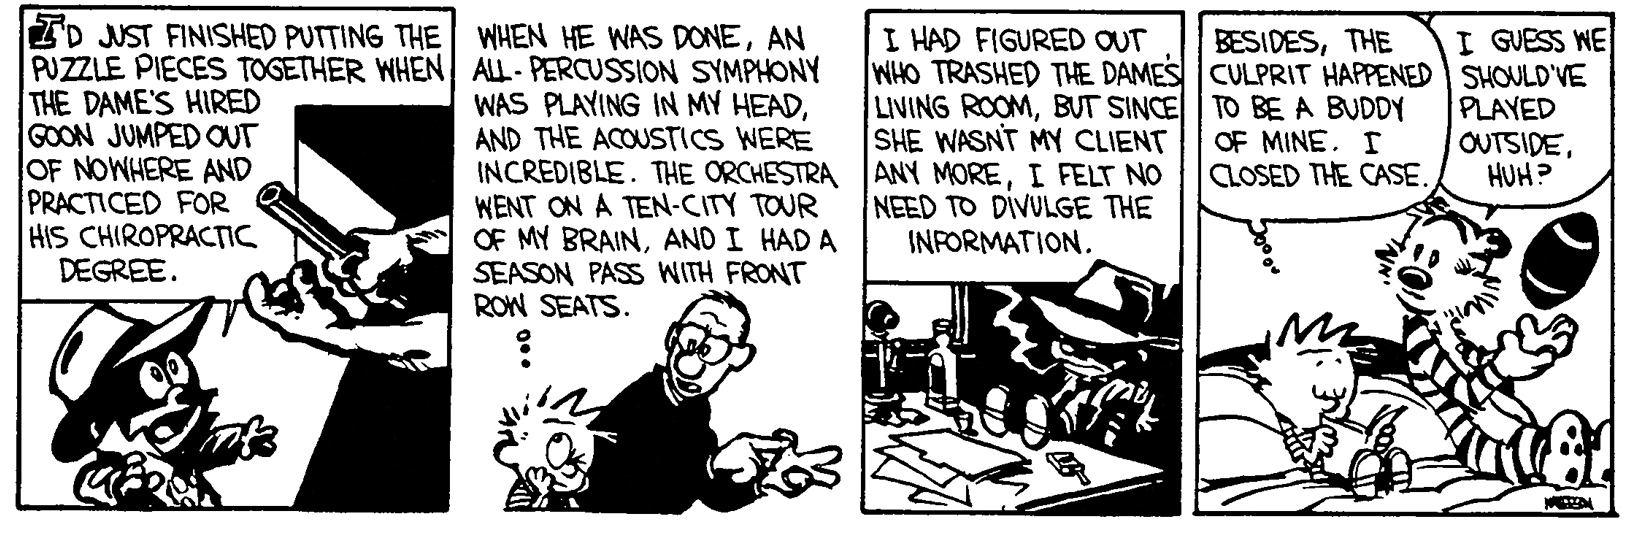 I'D JUST FINISHED PUTTING THE
PUZZLE PIECES TOGETHER WHEN
THE DAME'S HIRED
GOON JUMPED OUT
OF NOWHERE AND
PRACTICED FOR
HIS CHIROPRACTIC
DEGREE.
WHEN HE WAS DONE, AN
ALL-PERCUSSION SYMPHONY
WAS PLAYING IN MY HEAD,
AND THE ACOUSTICS WERE
INCREDIBLE. THE ORCHESTRA
WENT ON A TEN-CITY TOUR
OF MY BRAIN, AND I HAD A
SEASON PASS WITH FRONT
ROW SEATS.
I HAD FIGURED OUT
WHO TRASHED THE DAME'S
LIVING ROOM, BUT SINCE
SHE WASN'T MY CLIENT
ANY MORE, I FELT NO
NEED TO DIVULGE THE
INFORMATION.
BESIDES, THE
CULPRIT HAPPENED
TO BE A BUDDY
OF MINE. I
CLOSED THE CASE.
I GUESS WE
SHOULD'VE
PLAYED
OUTSIDE,
HUH?
WATTERSON